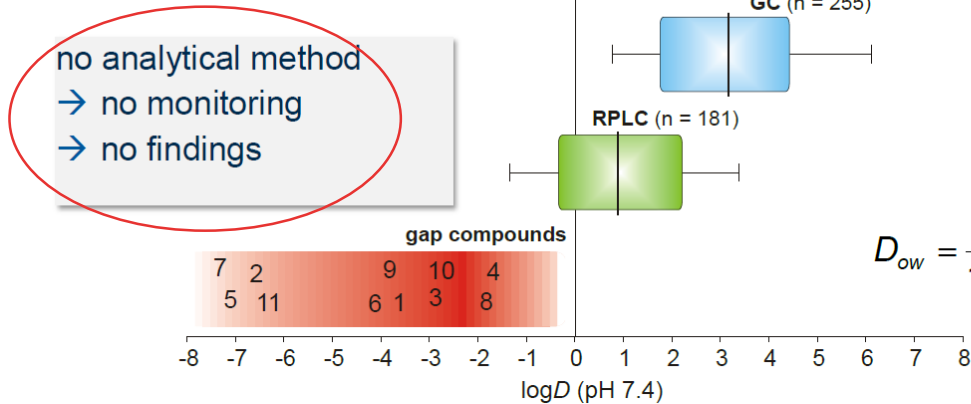 GC (n = 255)
no analytical method
→ no monitoring
→ no findings
RPLC (n = 181)
gap compounds
7 2 9 10 4
5 11 6 1 3 8
D_ow =
-8 -7 -6 -5 -4 -3 -2 -1 0 1 2 3 4 5 6 7 8
logD (pH 7.4)